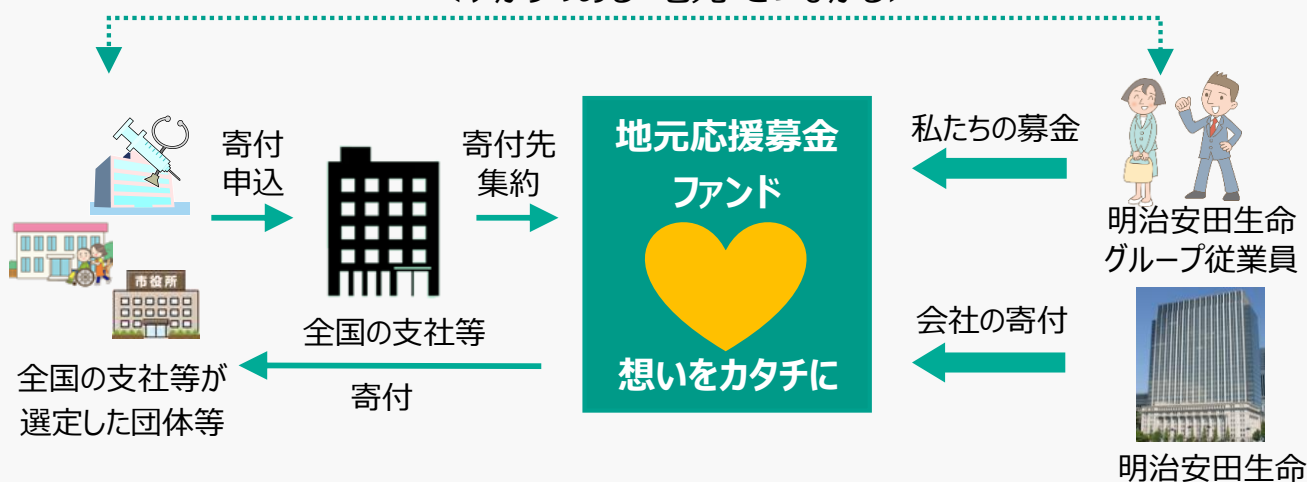 寄付
申込
寄付先
集約
地元応援募金
ファンド
想いをカタチに
私たちの募金
明治安田生命
グループ従業員
会社の寄付
明治安田生命
市役所
全国の支社等
全国の支社等が
選定した団体等
寄付